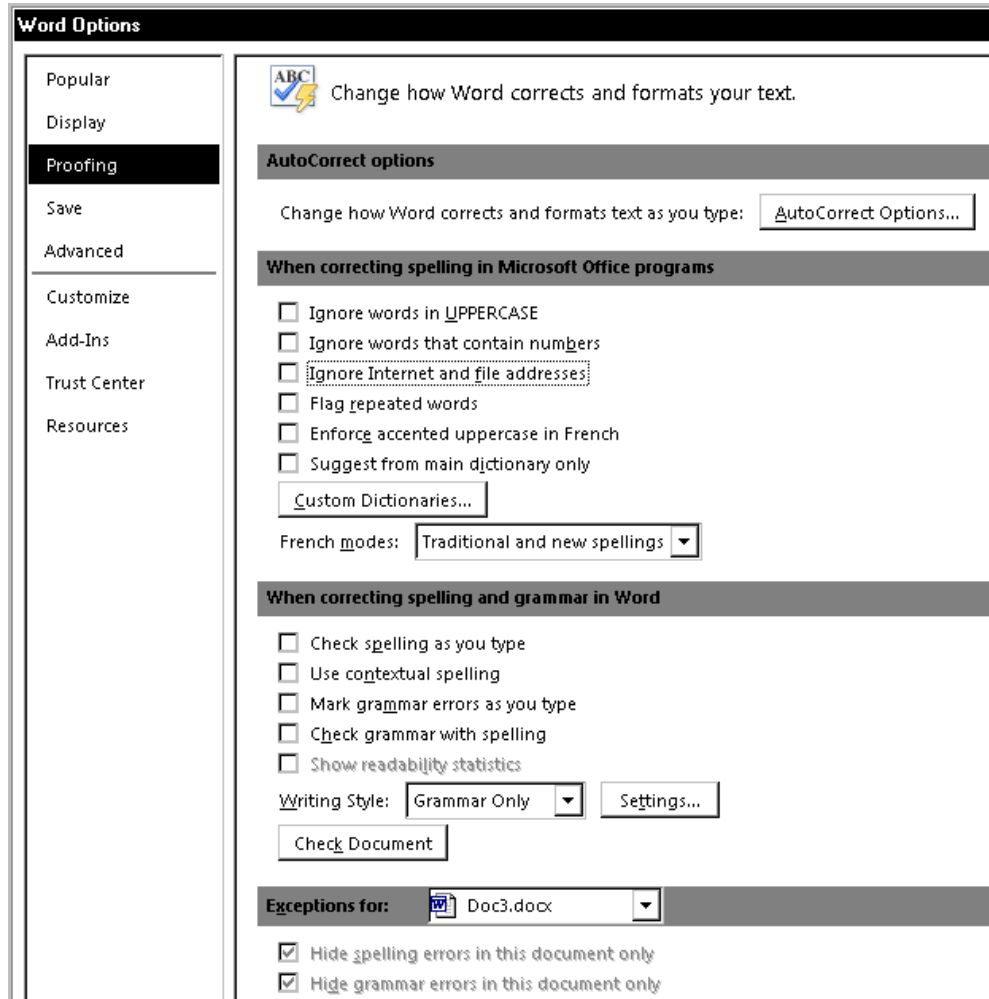 Word Options
Popular
Display
Proofing
Save
Advanced
Customize
Add-Ins
Trust Center
Resources
ABC
Change how Word corrects and formats your text.
AutoCorrect options
Change how Word corrects and formats text as you type: AutoCorrect Options...
When correcting spelling in Microsoft Office programs
Ignore words in UPPERCASE
Ignore words that contain numbers
Ignore Internet and file addresses
Flag repeated words
Enforce accented uppercase in French
Suggest from main dictionary only
Custom Dictionaries...
French modes: Traditional and new spellings
When correcting spelling and grammar in Word
Check spelling as you type
Use contextual spelling
Mark grammar errors as you type
Check grammar with spelling
Show readability statistics
Writing Style: Grammar Only Settings...
Check Document
Exceptions for: W Doc3.docx
Hide spelling errors in this document only
Hide grammar errors in this document only